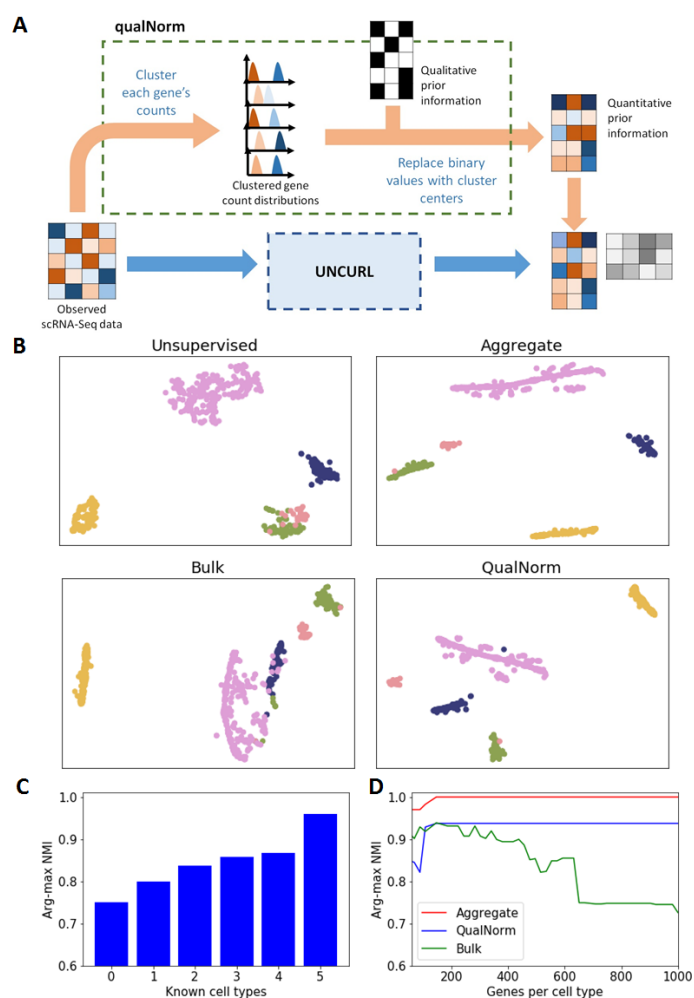 A
qualNorm
Cluster
each gene's
counts
Qualitative
prior
information
Quantitative
prior
information
Clustered gene
count distributions
Replace binary
values with cluster
centers
UNCURL
Observed
scRNA-Seq data
B
Unsupervised
Aggregate
Bulk
QualNorm
C
Arg-max NMI
1.0
0.9
0.8
0.7
0.6
0 1 2 3 4 5
Known cell types
D
Arg-max NMI
1.0
0.9
0.8
0.7
0.6
Aggregate
QualNorm
Bulk
200 400 600 800 1000
Genes per cell type